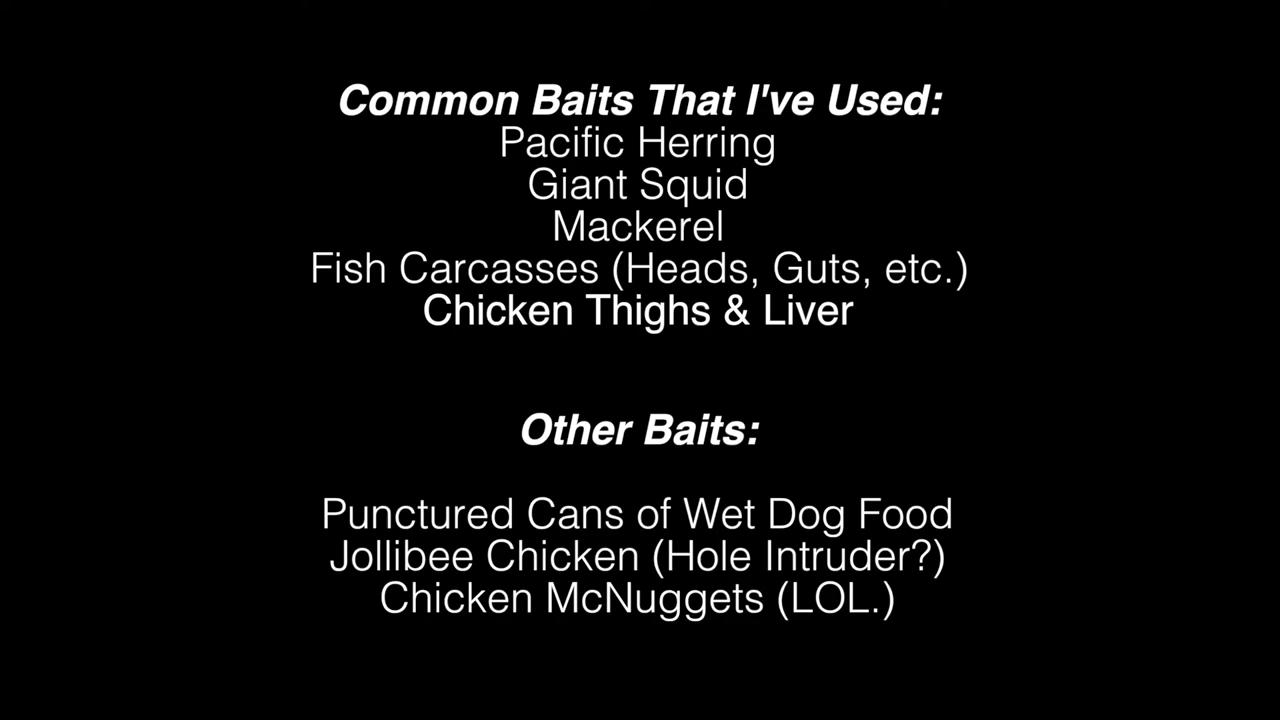 Common Baits That I've Used:
Pacific Herring
Giant Squid
Mackerel
Fish Carcasses (Heads, Guts, etc.)
Chicken Thighs & Liver
Other Baits:
Punctured Cans of Wet Dog Food
Jollibee Chicken (Hole Intruder?)
Chicken McNuggets (LOL.)